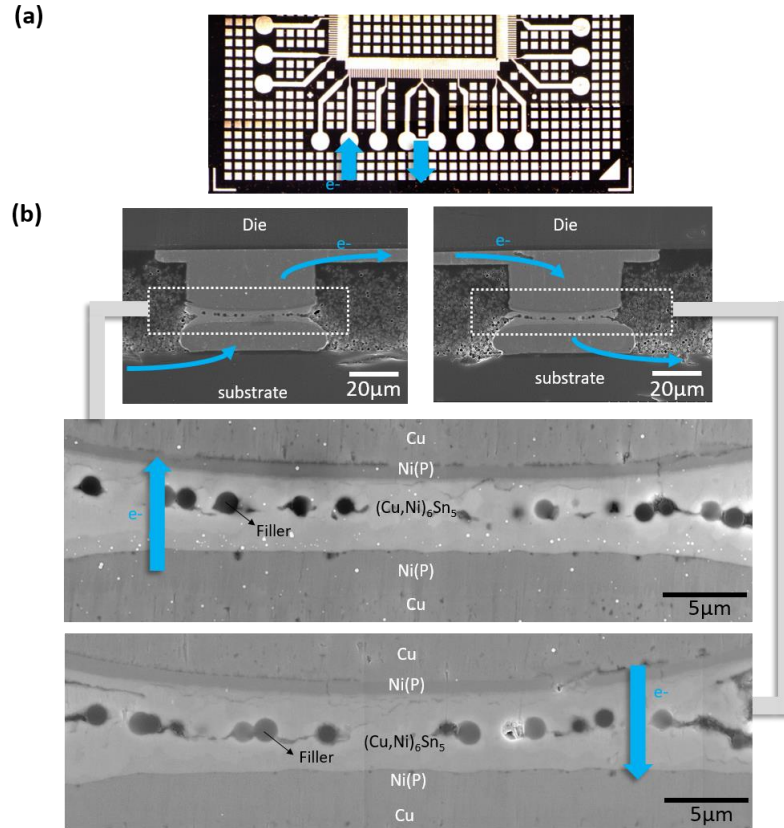 (a)
e-
(b)
Die
e-
20μm
substrate
Die
e-
20μm
substrate
Cu
Ni(P)
(Cu,Ni)₆Sn₅
e-
Filler
Ni(P)
Cu
5μm
Cu
Ni(P)
e-
(Cu,Ni)₆Sn₅
Filler
Ni(P)
Cu
5μm